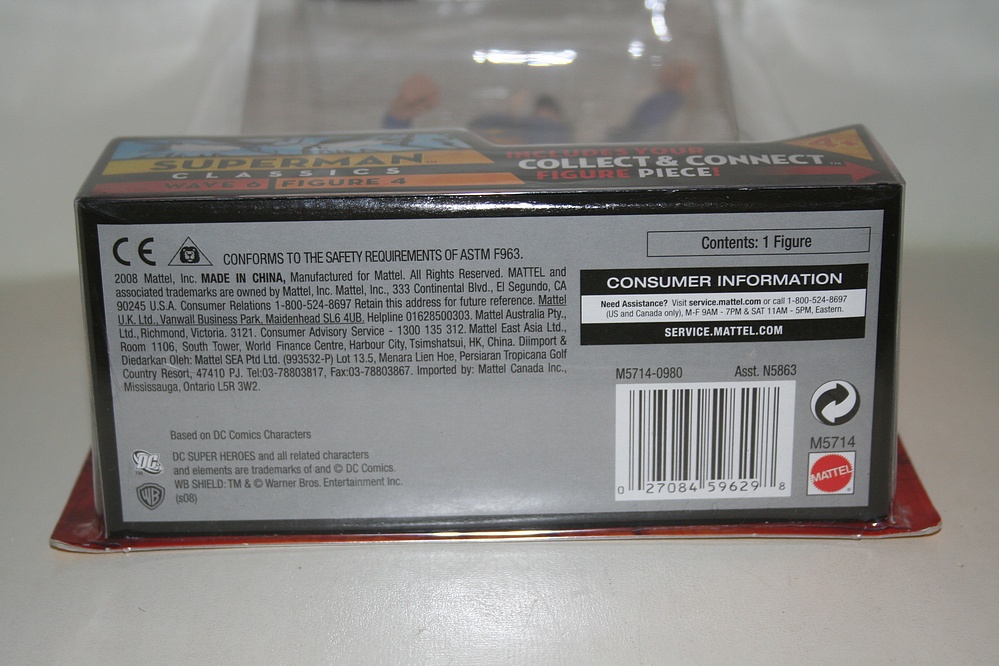 SUPERMAN™
CLASSICS
WAVE 6 FIGURE 4
INCLUDES YOUR
COLLECT & CONNECT™
FIGURE PIECE!
CE
CONFORMS TO THE SAFETY REQUIREMENTS OF ASTM F963.
2008 Mattel, Inc. MADE IN CHINA, Manufactured for Mattel. All Rights Reserved. MATTEL and
associated trademarks are owned by Mattel, Inc. Mattel, Inc., 333 Continental Blvd., El Segundo, CA
90245 U.S.A. Consumer Relations 1-800-524-8697 Retain this address for future reference. Mattel
U.K. Ltd., Vanwall Business Park, Maidenhead SL6 4UB, Helpline 01628500303. Mattel Australia Pty.,
Ltd., Richmond, Victoria. 3121. Consumer Advisory Service - 1300 135 312. Mattel East Asia Ltd.,
Room 1106, South Tower, World Finance Centre, Harbour City, Tsimshatsui, HK, China. Diimport &
Diedarkan Oleh: Mattel SEA Ptd Ltd. (993532-P) Lot 13.5, Menara Lien Hoe, Persiaran Tropicana Golf
Country Resort, 47410 PJ. Tel:03-78803817, Fax:03-78803867. Imported by: Mattel Canada Inc.,
Mississauga, Ontario L5R 3W2.
Based on DC Comics Characters
DC
DC SUPER HEROES and all related characters
and elements are trademarks of and © DC Comics.
WB SHIELD: TM & © Warner Bros. Entertainment Inc.
(s08)
WB
Contents: 1 Figure
CONSUMER INFORMATION
Need Assistance? Visit service.mattel.com or call 1-800-524-8697
(US and Canada only), M-F 9AM - 7PM & SAT 11AM - 5PM, Eastern.
SERVICE.MATTEL.COM
M5714-0980 Asst. N5863
0 27084 59629 8
M5714
MATTEL